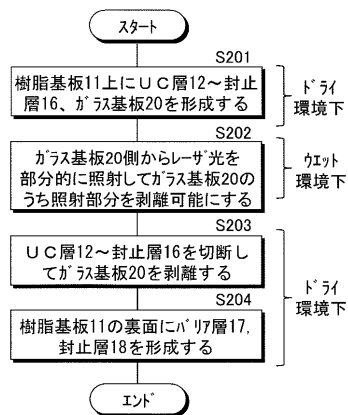 スタート
S201
樹脂基板11上にUC層12~封止
層16、ガラス基板20を形成する
ドライ
環境下
S202
ガラス基板20側からレーザ光を
部分的に照射してガラス基板20の
うち照射部分を剥離可能にする
ウエット
環境下
S203
UC層12~封止層16を切断し
てガラス基板20を剥離する
S204
樹脂基板11の裏面にバリア層17,
封止層18を形成する
ドライ
環境下
エンド